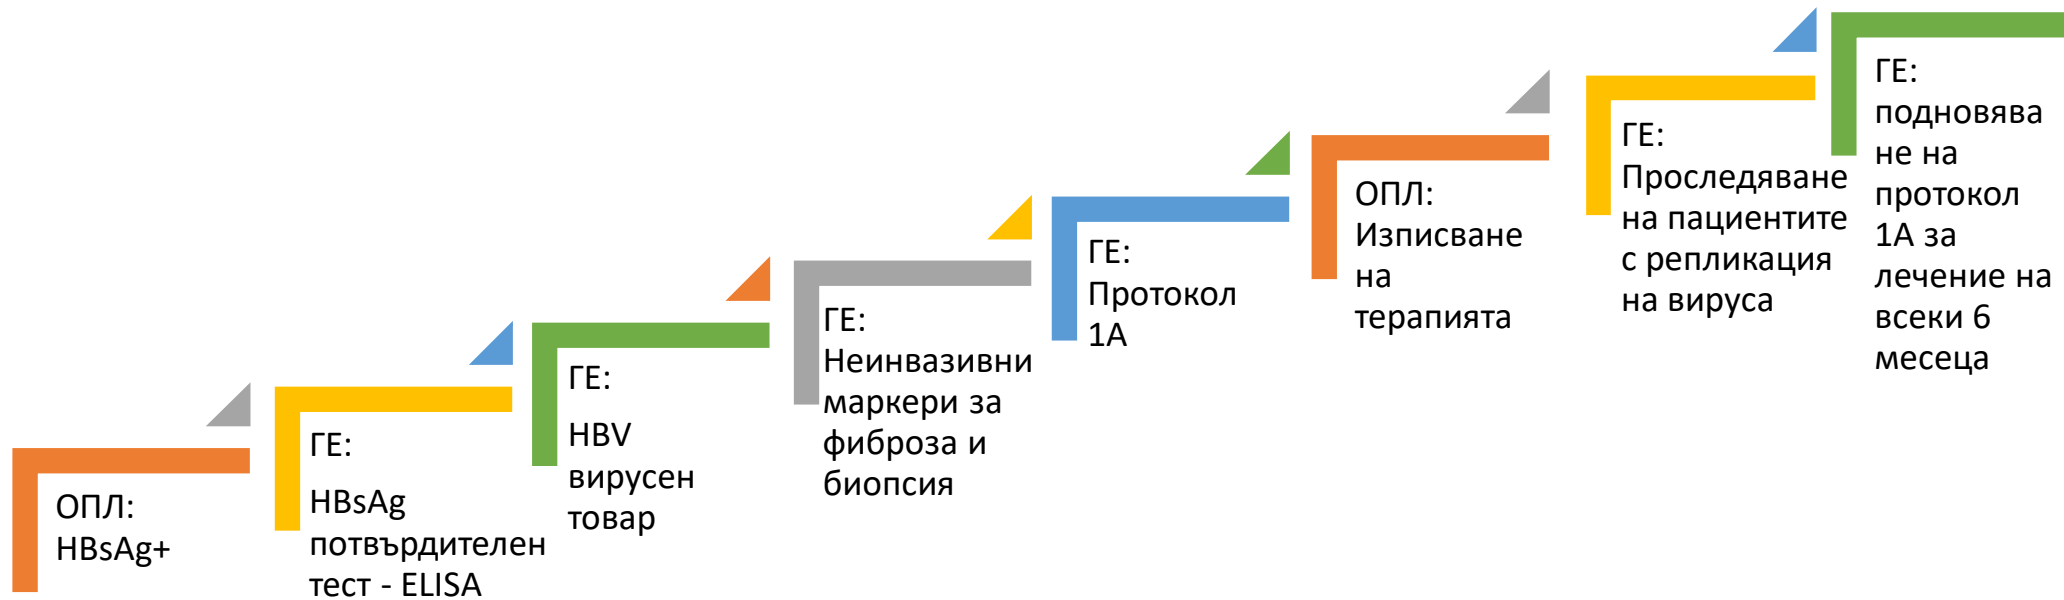 ОПЛ:
HBsAg+
ГЕ:
HBsAg
потвърдителен
тест - ELISA
ГЕ:
HBV
вирусен
товар
ГЕ:
Неинвазивни
маркери за
фиброза и
биопсия
ГЕ:
Протокол
1А
ОПЛ:
Изписване
на
терапията
ГЕ:
Проследяване
на пациентите
с репликация
на вируса
ГЕ:
подновява
не на
протокол
1А за
лечение на
всеки 6
месеца